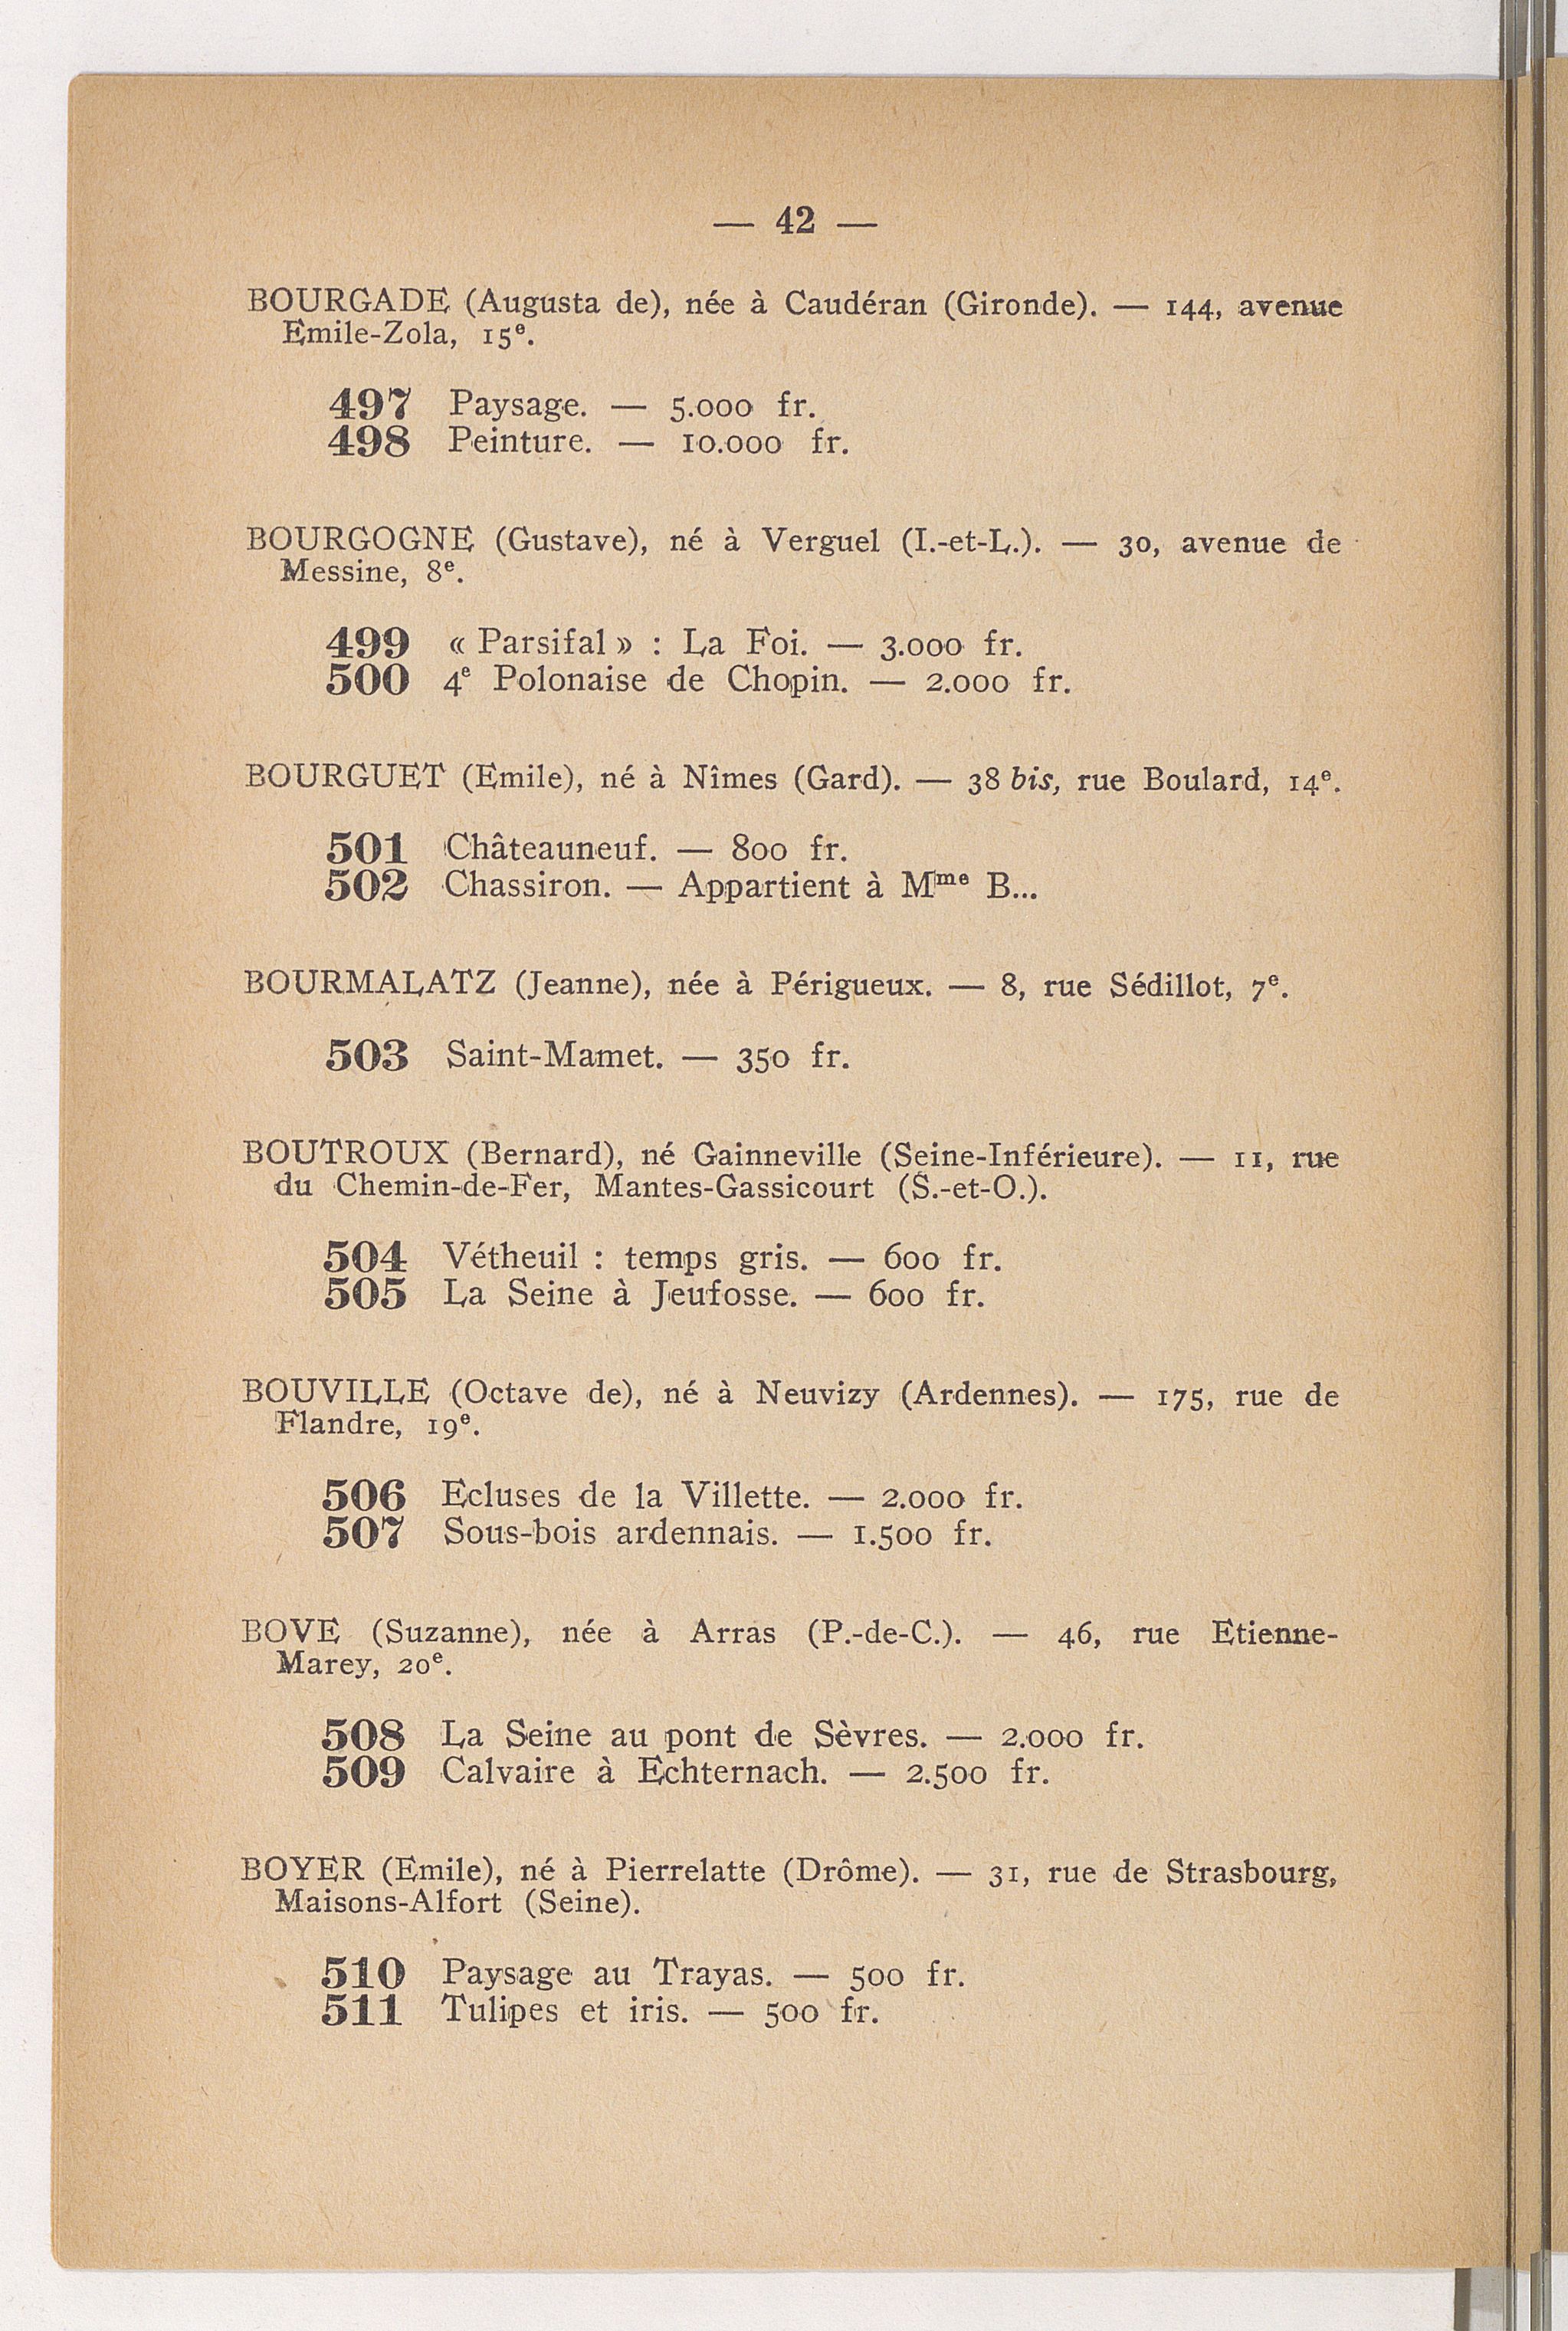 — 42 —
BOURGADE (Augusta de), née à Caudéran (Gironde). — 144, avenue
Emile-Zola, 15e.
497 Paysage. — 5.000 fr.
498 Peinture. — 10.000 fr.
BOURGOGNE (Gustave), né à Verguel (I.-et-L.). — 30, avenue de
Messine, 8e.
499 « Parsifal » : La Foi. — 3.000 fr.
500 4e Polonaise de Chopin. — 2.000 fr.
BOURGUET (Emile), né à Nîmes (Gard). — 38 bis, rue Boulard, 14e.
501 Châteauneuf. — 800 fr.
502 Chassiron. — Appartient à Mme B...
BOURMALATZ (Jeanne), née à Périgueux. — 8, rue Sédillot, 7e.
503 Saint-Mamet. — 350 fr.
BOUTROUX (Bernard), né Gainneville (Seine-Inférieure). — 11, rue
du Chemin-de-Fer, Mantes-Gassicourt (S.-et-O.).
504 Vétheuil : temps gris. — 600 fr.
505 La Seine à Jeufosse. — 600 fr.
BOUVILLE (Octave de), né à Neuvizy (Ardennes). — 175, rue de
Flandre, 19e.
506 Ecluses de la Villette. — 2.000 fr.
507 Sous-bois ardennais. — 1.500 fr.
BOVE (Suzanne), née à Arras (P.-de-C.). — 46, rue Etienne-
Marey, 20e.
508 La Seine au pont de Sèvres. — 2.000 fr.
509 Calvaire à Echternach. — 2.500 fr.
BOYER (Emile), né à Pierrelatte (Drôme). — 31, rue de Strasbourg,
Maisons-Alfort (Seine).
510 Paysage au Trayas. — 500 fr.
511 Tulipes et iris. — 500 fr.